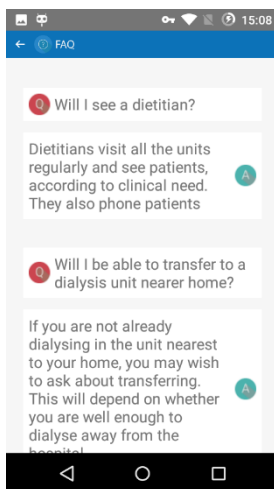 15:08
FAQ
Q Will I see a dietitian?
Dietitians visit all the units
regularly and see patients,
according to clinical need.
They also phone patients
A
Q Will I be able to transfer to a
dialysis unit nearer home?
If you are not already
dialysing in the unit nearest
to your home, you may wish
to ask about transferring.
This will depend on whether
you are well enough to
dialyse away from the
hospital
A